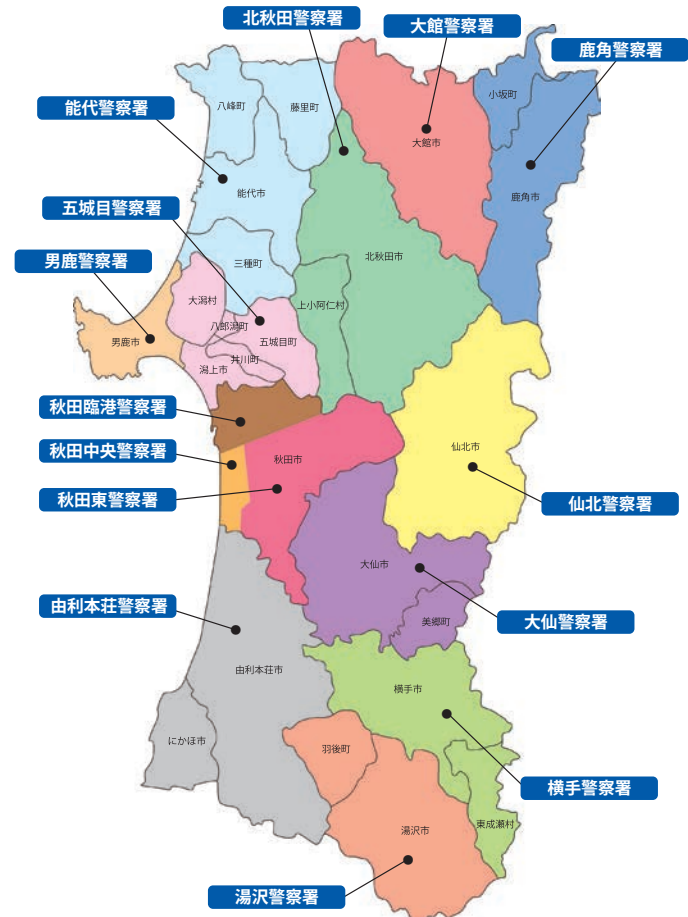 北秋田警察署
大館警察署
鹿角警察署
能代警察署
五城目警察署
男鹿警察署
秋田臨港警察署
秋田中央警察署
秋田東警察署
仙北警察署
由利本荘警察署
大仙警察署
横手警察署
湯沢警察署
八峰町
藤里町
小坂町
大館市
能代市
鹿角市
三種町
北秋田市
大潟村
上小阿仁村
八郎潟町
男鹿市
五城目町
井川町
潟上市
仙北市
秋田市
大仙市
美郷町
由利本荘市
横手市
にかほ市
羽後町
東成瀬村
湯沢市